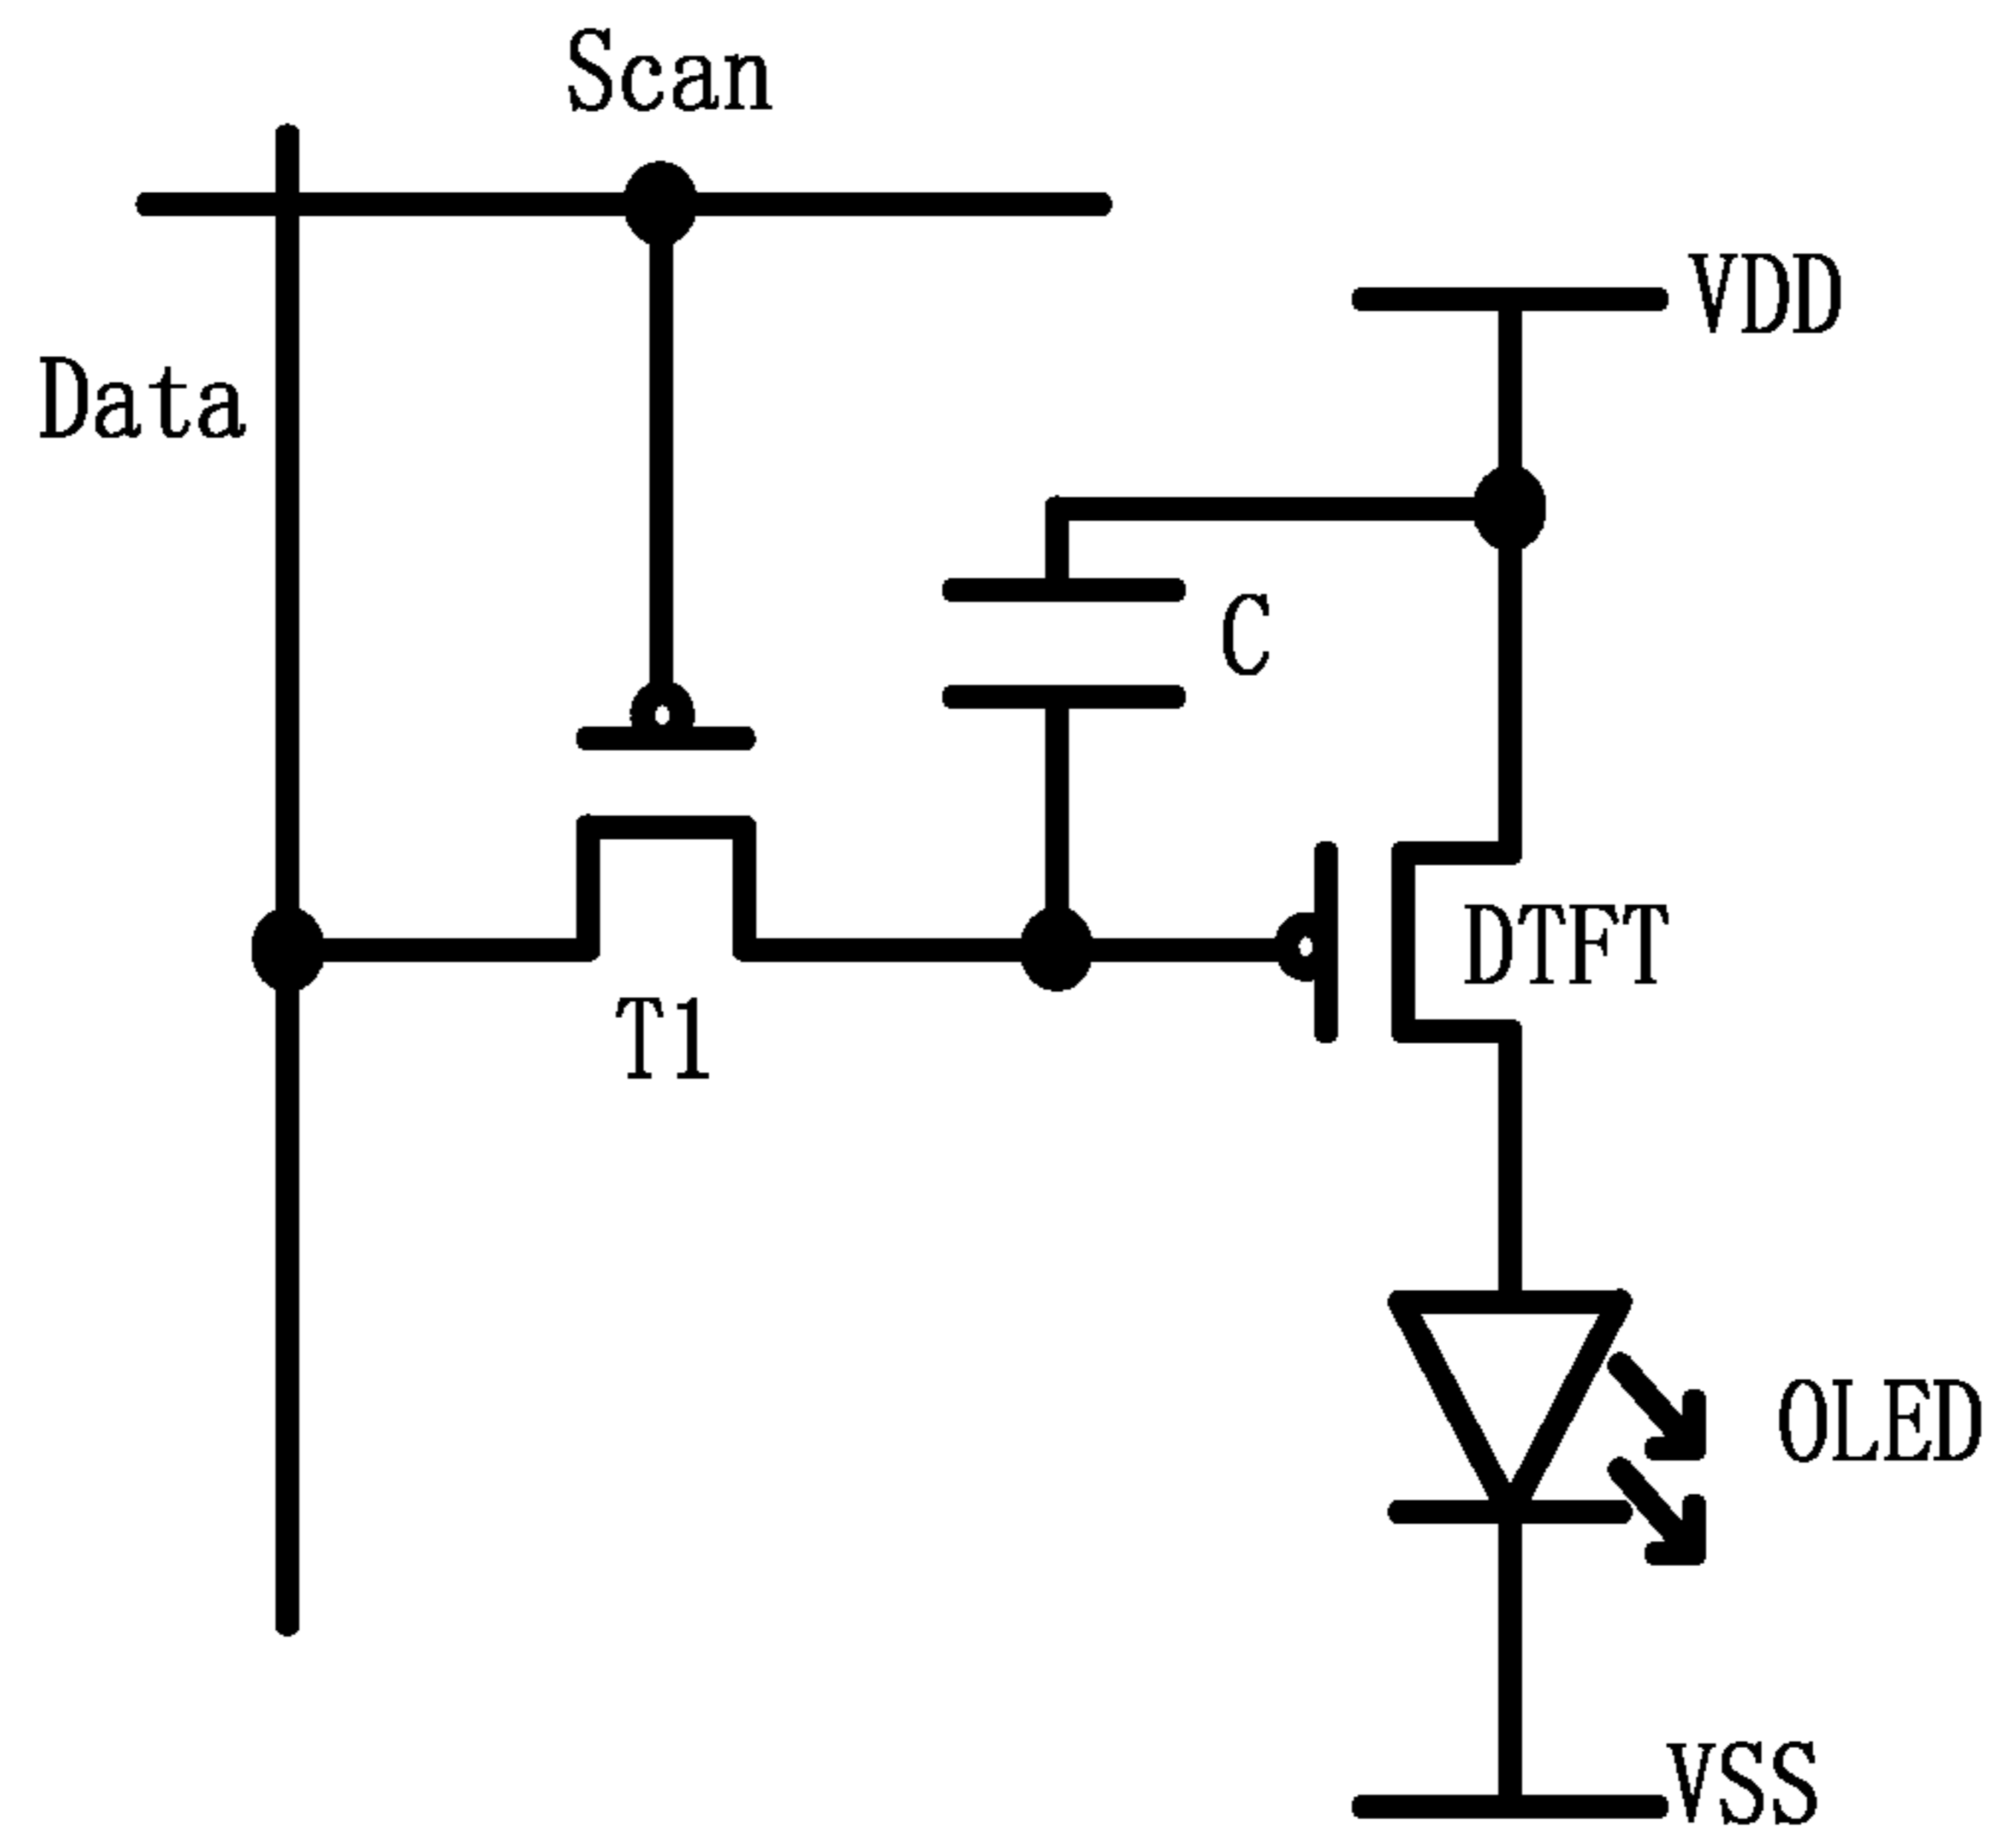 Scan
VDD
Data
C
DTFT
T1
OLED
VSS